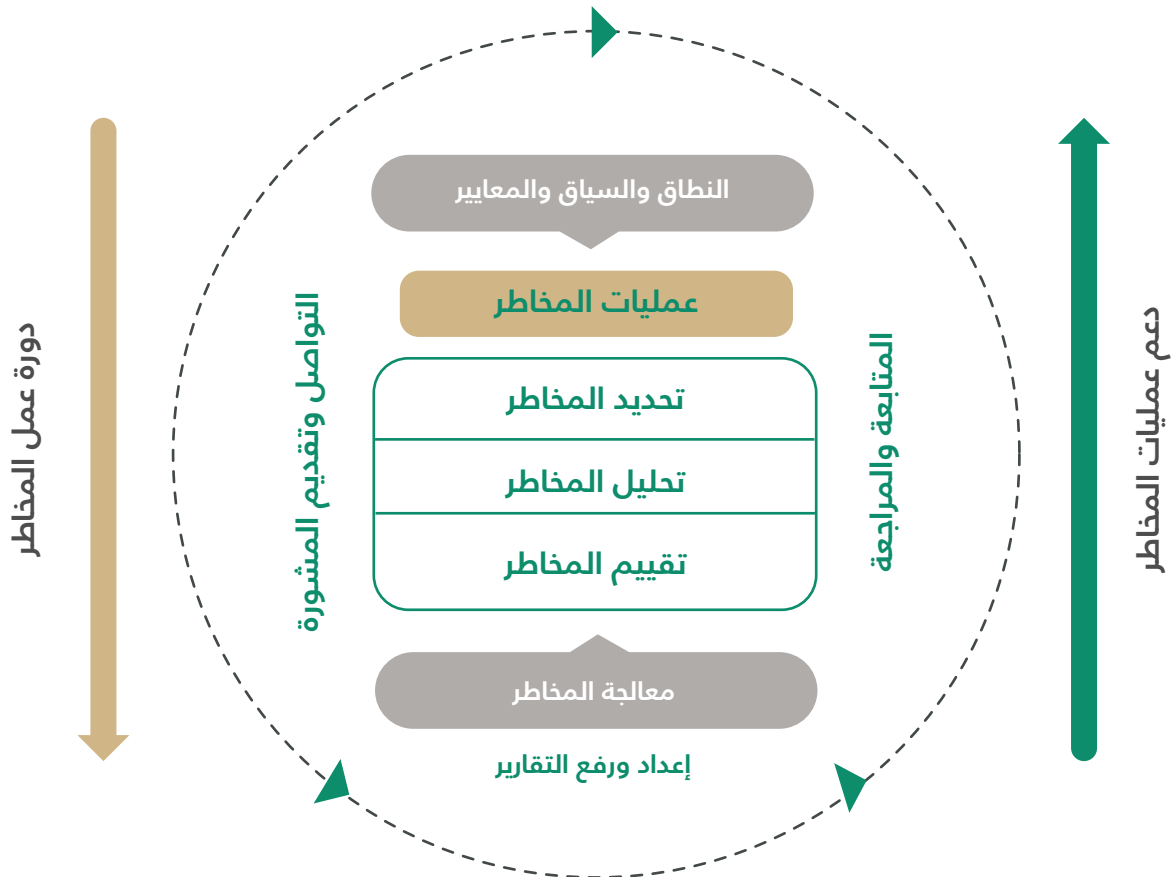 النطاق والسياق والمعايير
عمليات المخاطر
تحديد المخاطر
تحليل المخاطر
تقييم المخاطر
معالجة المخاطر
إعداد ورفع التقارير
المتابعة والمراجعة
التواصل وتقديم المشورة
دعم عمليات المخاطر
دورة عمل المخاطر